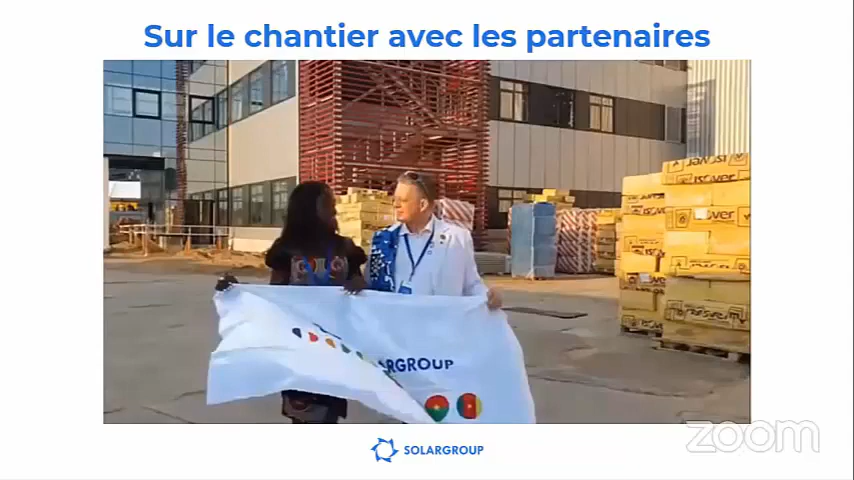 Sur le chantier avec les partenaires
isover
ARGROUP
SOLARGROUP
zoom